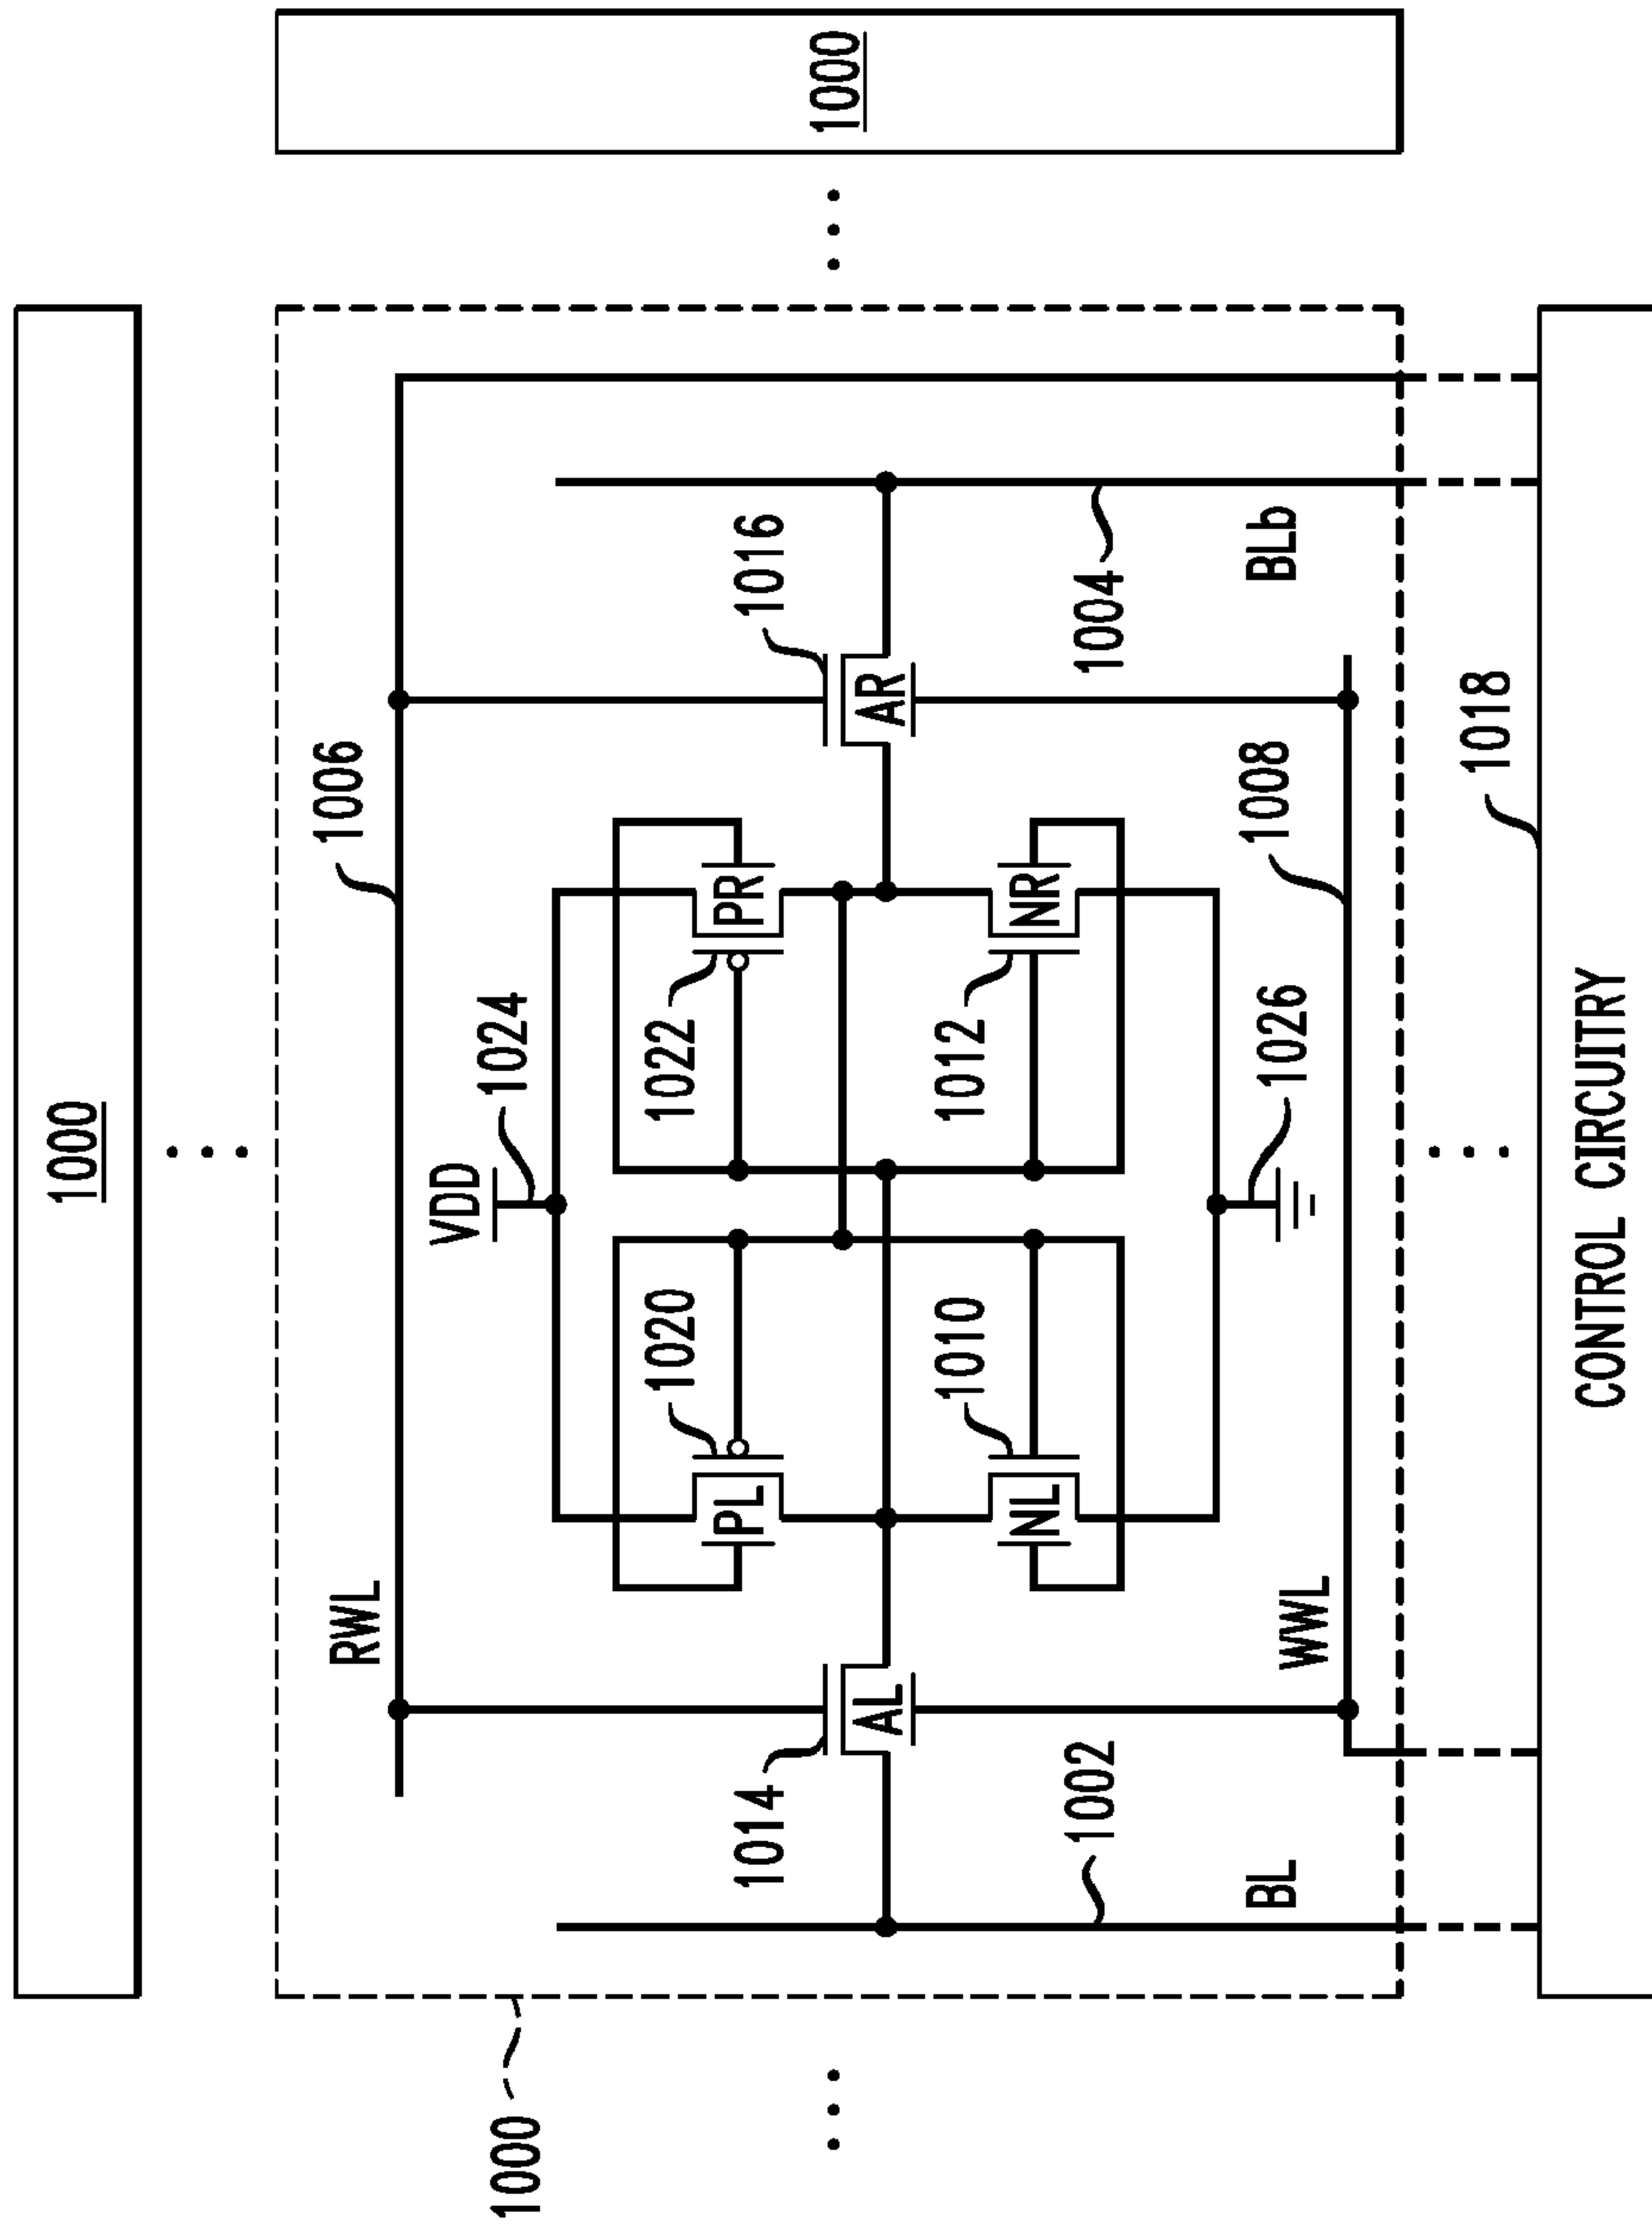 1000
1000
1000
RWL
1006
VDD
1024
1020
1022
PL
PR
1014
1016
AL
AR
1010
1012
NL
NR
1002
1004
BL
BLb
WWL
1026
1008
1018
CONTROL CIRCUITRY